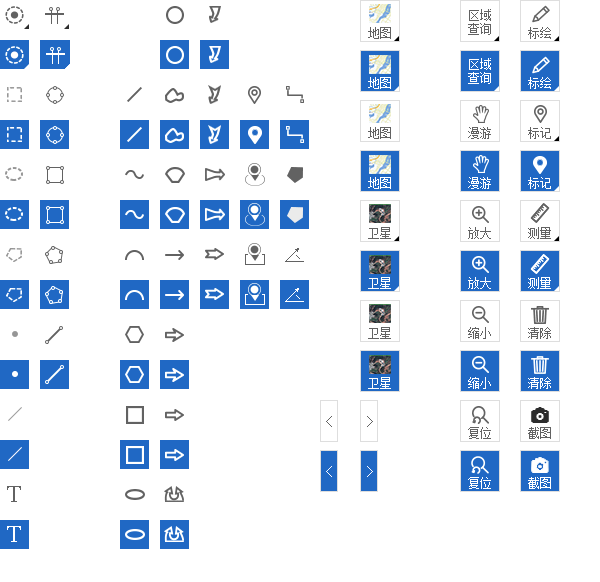 地图
区域
查询
标绘
地图
区域
查询
标绘
地图
漫游
标记
地图
漫游
标记
卫星
放大
测量
卫星
放大
测量
卫星
缩小
清除
卫星
缩小
清除
复位
截图
复位
截图
T
T